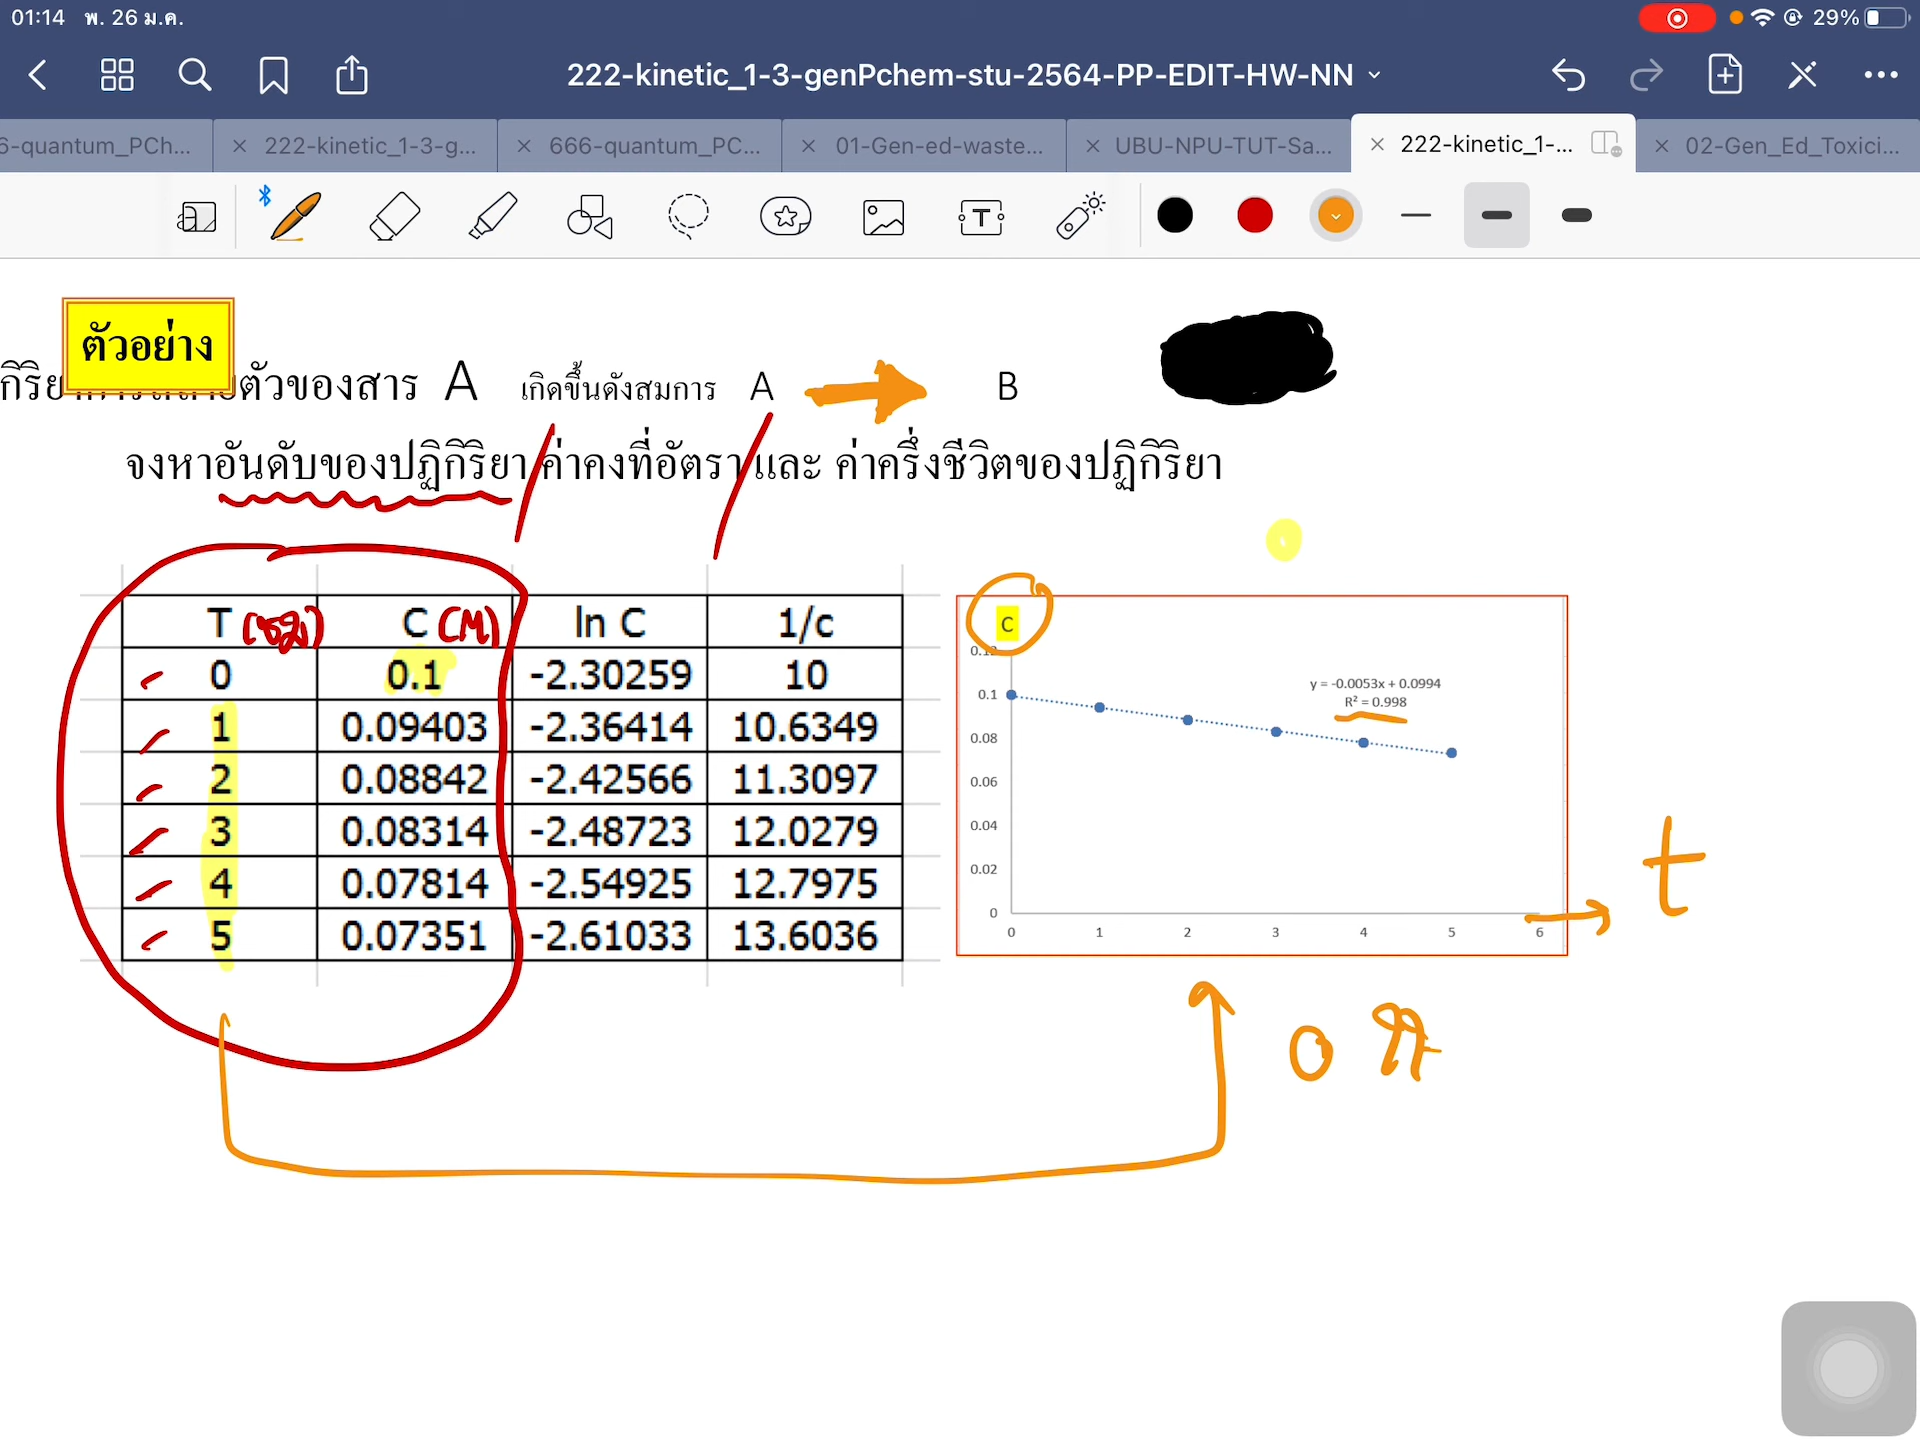 01:14 พ. 26 ม.ค. 29%
222-kinetic_1-3-genPchem-stu-2564-PP-EDIT-HW-NN
6-quantum_PCh... 222-kinetic_1-3-g... 666-quantum_PC... 01-Gen-ed-waste... UBU-NPU-TUT-Sa... 222-kinetic_1-... 02-Gen_Ed_Toxici...
ตัวอย่าง
ตัวของสาร A เกิดขึ้นดังสมการ A B
จงหาอันดับของปฏิกิริยา ค่าคงที่อัตรา และ ค่าครึ่งชีวิตของปฏิกิริยา
T C (M) ln C 1/c
0 0.1 -2.30259 10
1 0.09403 -2.36414 10.6349
2 0.08842 -2.42566 11.3097
3 0.08314 -2.48723 12.0279
4 0.07814 -2.54925 12.7975
5 0.07351 -2.61033 13.6036
C
0.12
y = -0.0053x + 0.0994
R² = 0.998
0.1
0.08
0.06
0.04
0.02
0
0 1 2 3 4 5 6
t
0